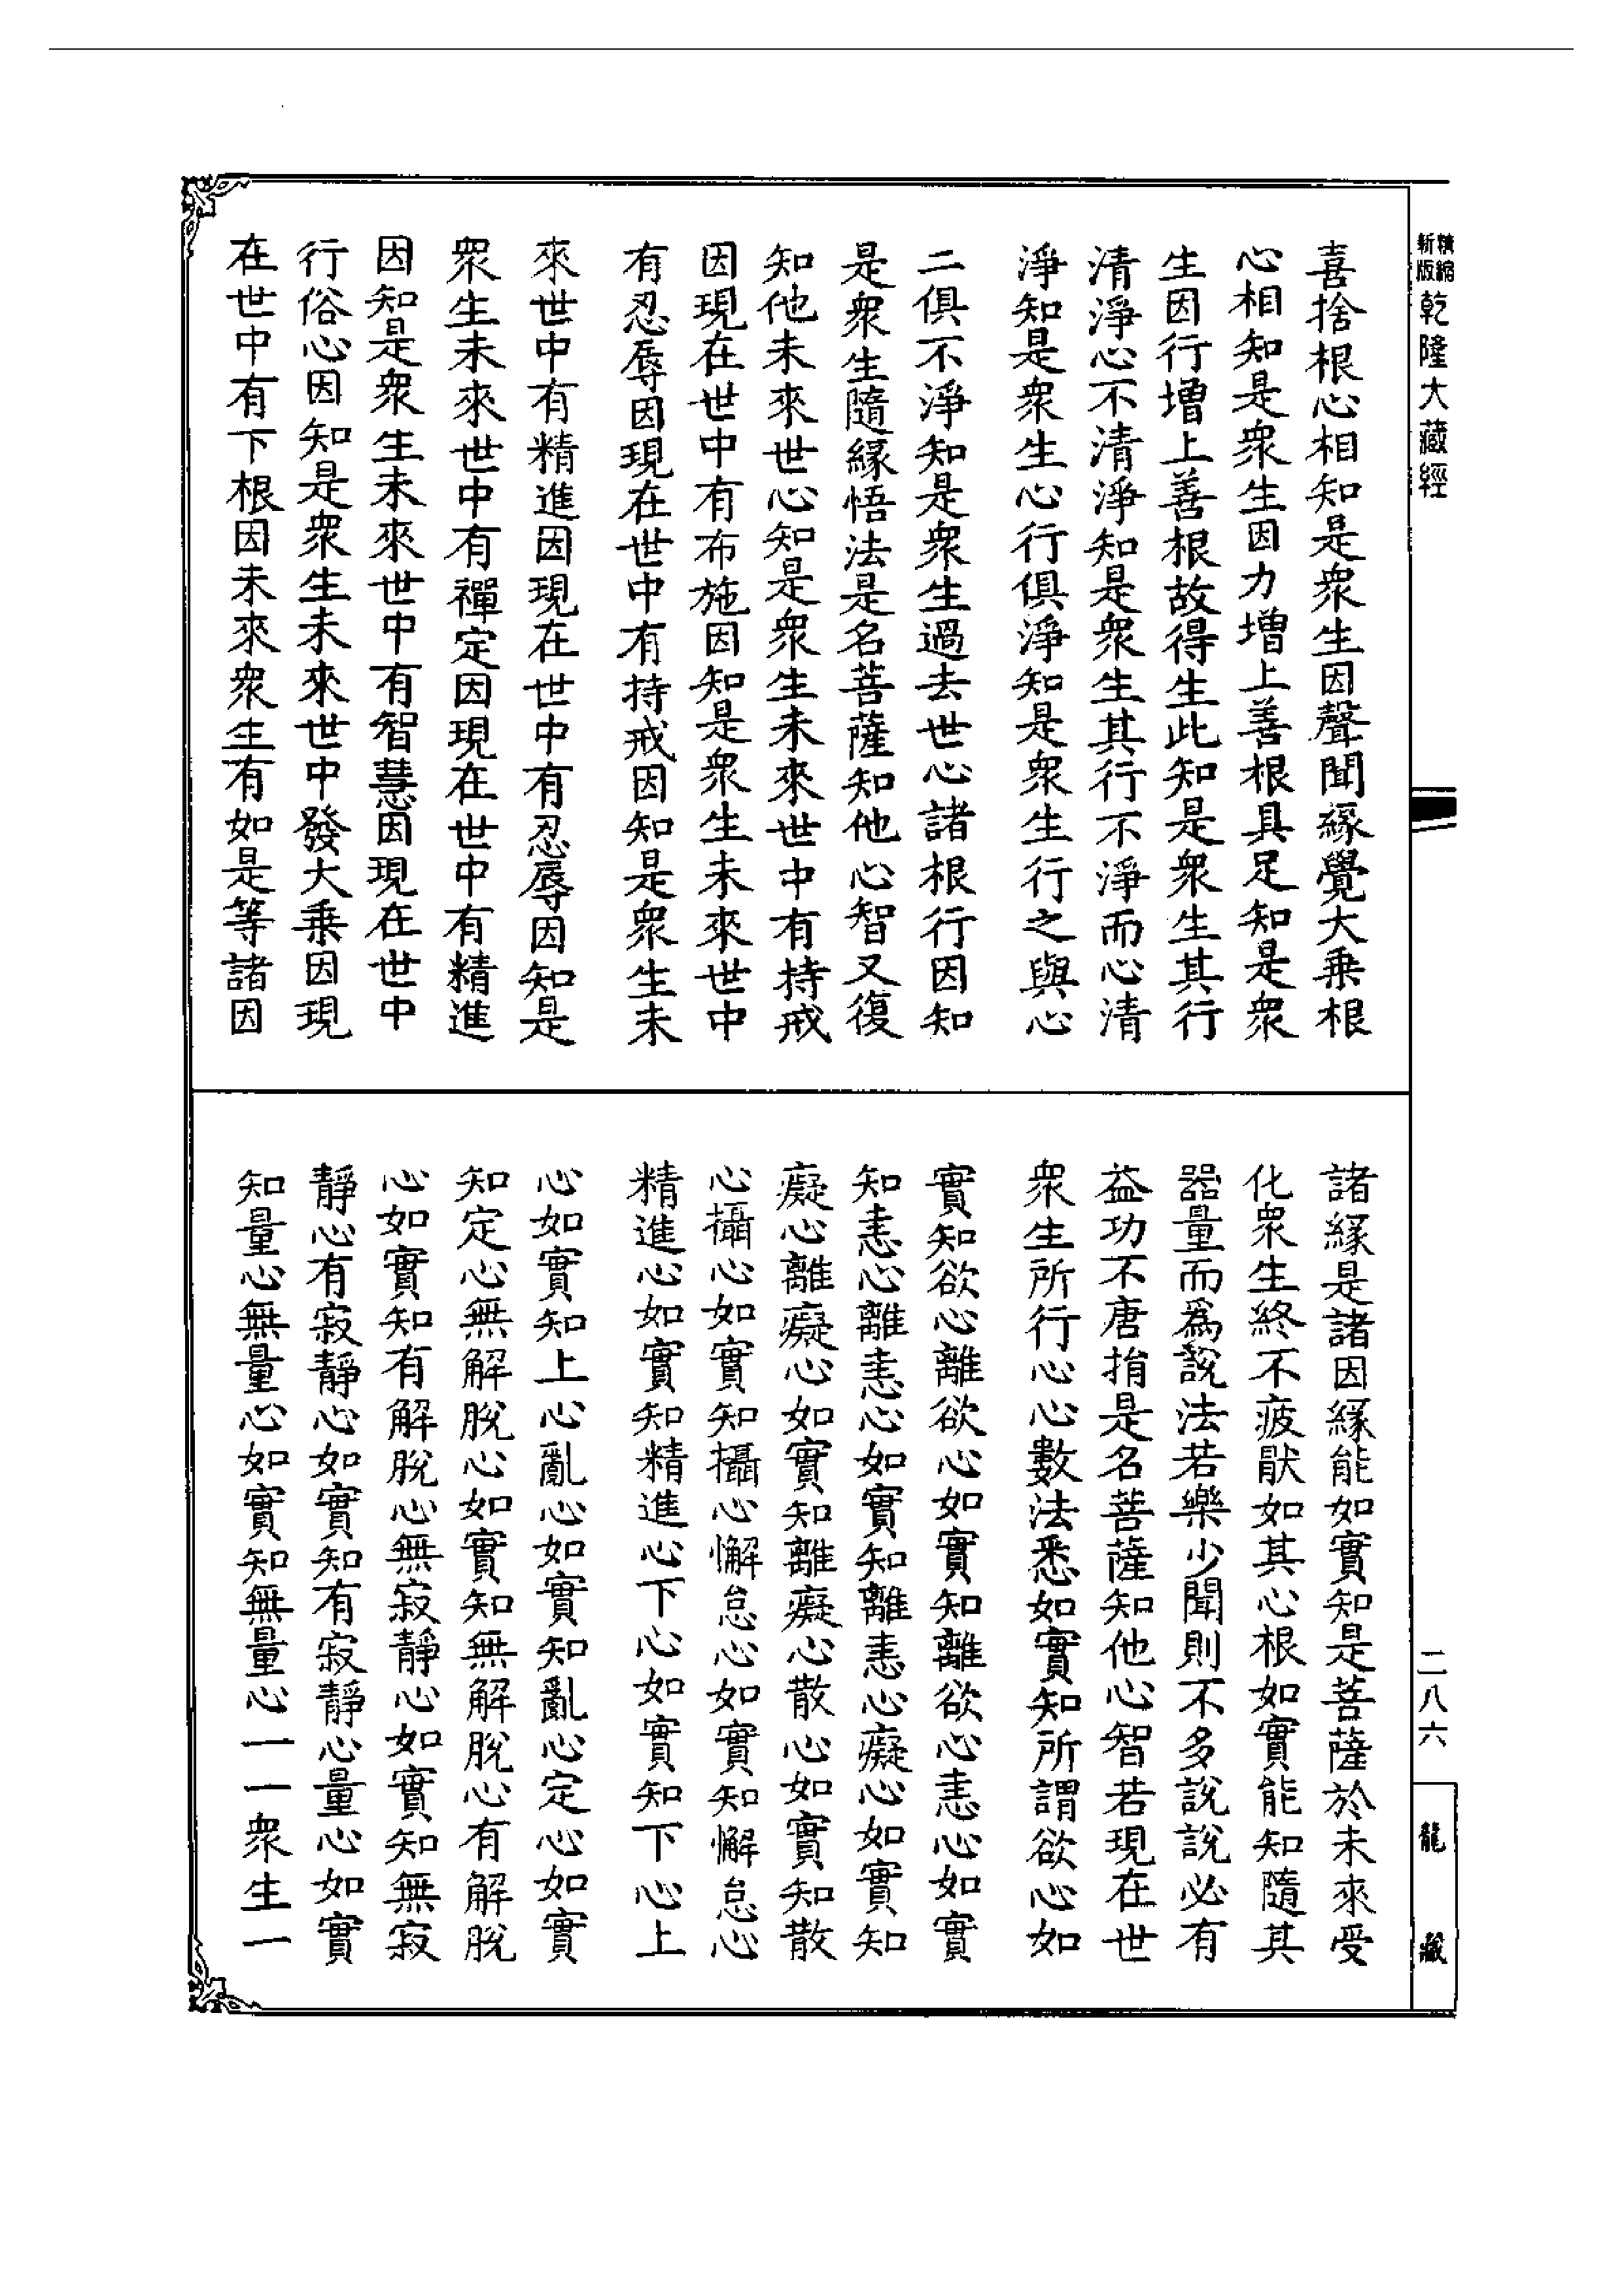 精縮
新版
乾隆大藏經
喜捨根心相知是衆生因聲聞緣覺大乘根
心相知是衆生因力增上善根具足知是衆
生因行增上善根故得生此知是衆生其行
清淨心不清淨知是衆生其行不淨而心清
淨知是衆生心行俱淨知是衆生行之與心
二俱不淨知是衆生過去世心諸根行因知
是衆生隨緣悟法是名菩薩知他心智又復
知他未來世心知是衆生未來世中有持戒
因現在世中有布施因知是衆生未來世中
有忍辱因現在世中有持戒因知是衆生未
來世中有精進因現在世中有忍辱因知是
衆生未來世中有禪定因現在世中有精進
因知是衆生未來世中有智慧因現在世中
行俗心因知是衆生未來世中發大乘因現
在世中有下根因未來衆生有如是等諸因
諸緣是諸因緣能如實知是菩薩於未來受
化衆生終不疲猒如其心根如實能知隨其
器量而爲說法若樂少聞則不多說說必有
益功不唐捐是名菩薩知他心智若現在世
衆生所行心心數法悉如實知所謂欲心如
實知欲心離欲心如實知離欲心恚心如實
知恚心離恚心如實知離恚心癡心如實知
癡心離癡心如實知離癡心散心如實知散
心攝心如實知攝心懈怠心如實知懈怠心
精進心如實知精進心下心如實知下心上
心如實知上心亂心如實知亂心定心如實
知定心無解脫心如實知無解脫心有解脫
心如實知有解脫心無寂靜心如實知無寂
靜心有寂靜心如實知有寂靜心量心如實
知量心無量心如實知無量心一一衆生一
二八六
龍藏